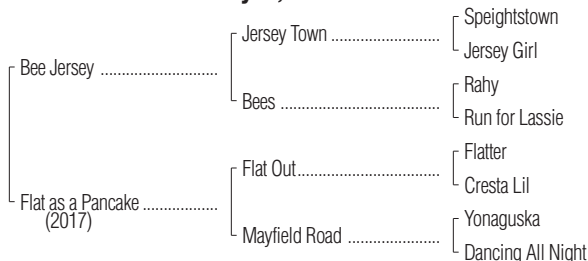 Speightstown
Jersey Town ....................................
Jersey Girl
Bee Jersey .......................................
Rahy
Bees ................................................
Run for Lassie
Flatter
Flat Out............................................
Cresta Lil
Flat as a Pancake .........................
(2017)
Yonaguska
Mayfield Road ................................
Dancing All Night